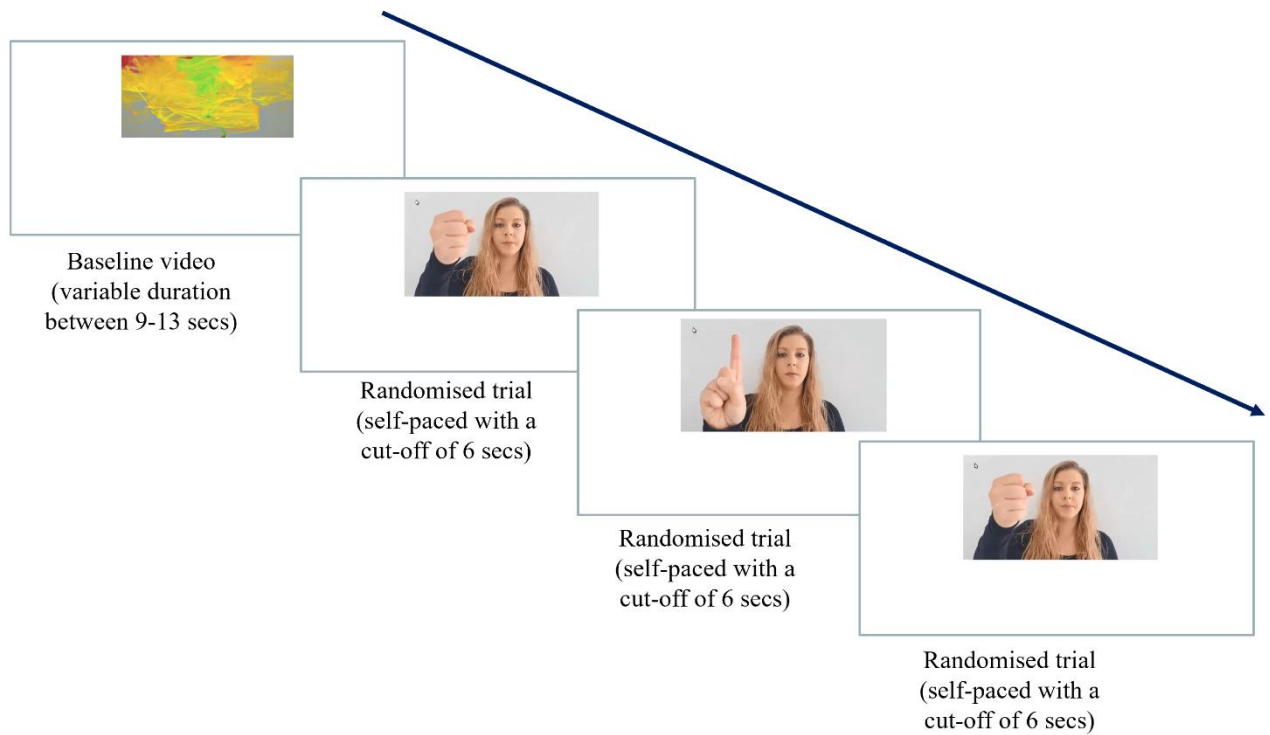 Baseline video
(variable duration
between 9-13 secs)
Randomised trial
(self-paced with a
cut-off of 6 secs)
Randomised trial
(self-paced with a
cut-off of 6 secs)
Randomised trial
(self-paced with a
cut-off of 6 secs)